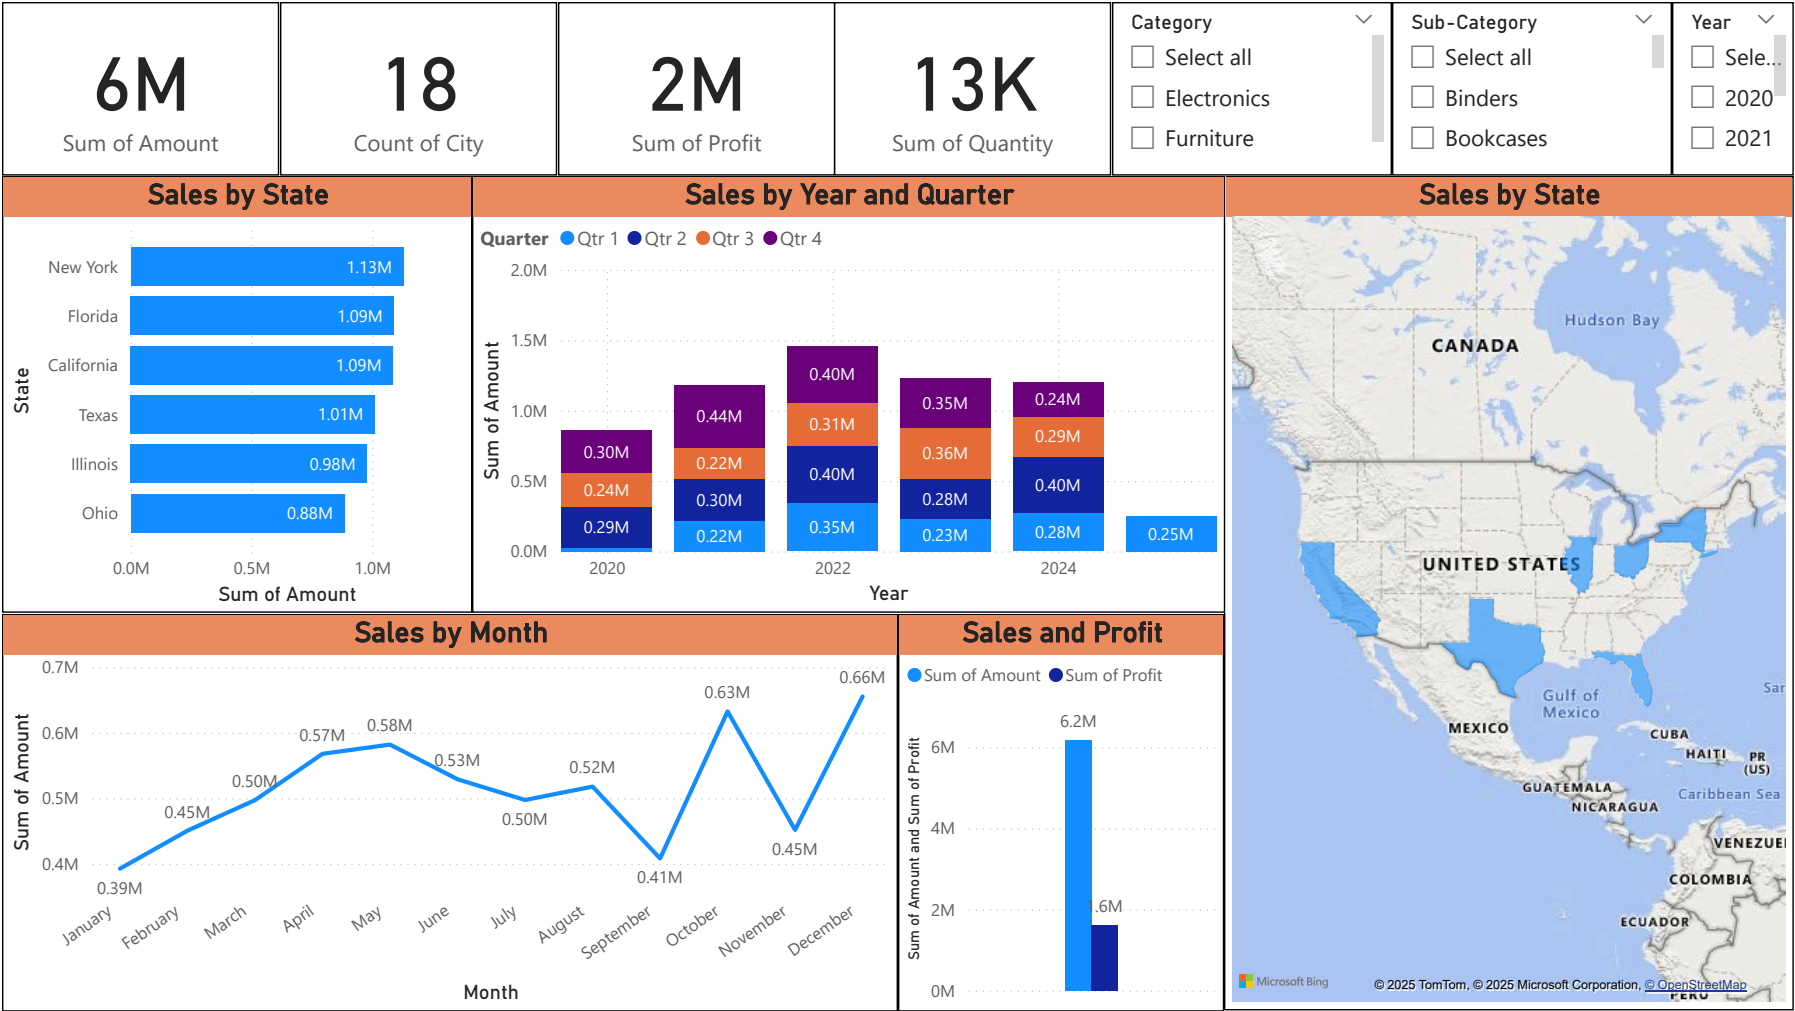 6M
Sum of Amount
18
Count of City
2M
Sum of Profit
13K
Sum of Quantity
Category
Select all
Electronics
Furniture
Sub-Category
Select all
Binders
Bookcases
Year
Sele...
2020
2021
Sales by State
State
New York
1.13M
Florida
1.09M
California
1.09M
Texas
1.01M
Illinois
0.98M
Ohio
0.88M
0.0M 0.5M 1.0M
Sum of Amount
Sales by Year and Quarter
Quarter Qtr 1 Qtr 2 Qtr 3 Qtr 4
Sum of Amount
2.0M
1.5M
1.0M
0.5M
0.0M
0.30M
0.24M
0.29M
0.44M
0.22M
0.30M
0.22M
0.40M
0.31M
0.40M
0.35M
0.35M
0.36M
0.28M
0.23M
0.24M
0.29M
0.40M
0.28M
0.25M
2020 2022 2024
Year
Sales by State
Hudson Bay
CANADA
UNITED STATES
Gulf of
Mexico
San
MEXICO
CUBA
HAITI
PR
(US)
GUATEMALA
Caribbean Sea
NICARAGUA
VENEZUE
COLOMBIA
ECUADOR
PERU
Microsoft Bing
© 2025 TomTom, © 2025 Microsoft Corporation, © OpenStreetMap
Sales by Month
Sum of Amount
0.7M
0.6M
0.5M
0.4M
0.39M
0.45M
0.50M
0.57M
0.58M
0.53M
0.50M
0.52M
0.41M
0.63M
0.45M
0.66M
January February March April May June July August September October November December
Month
Sales and Profit
Sum of Amount Sum of Profit
Sum of Amount and Sum of Profit
6M
4M
2M
0M
6.2M
1.6M